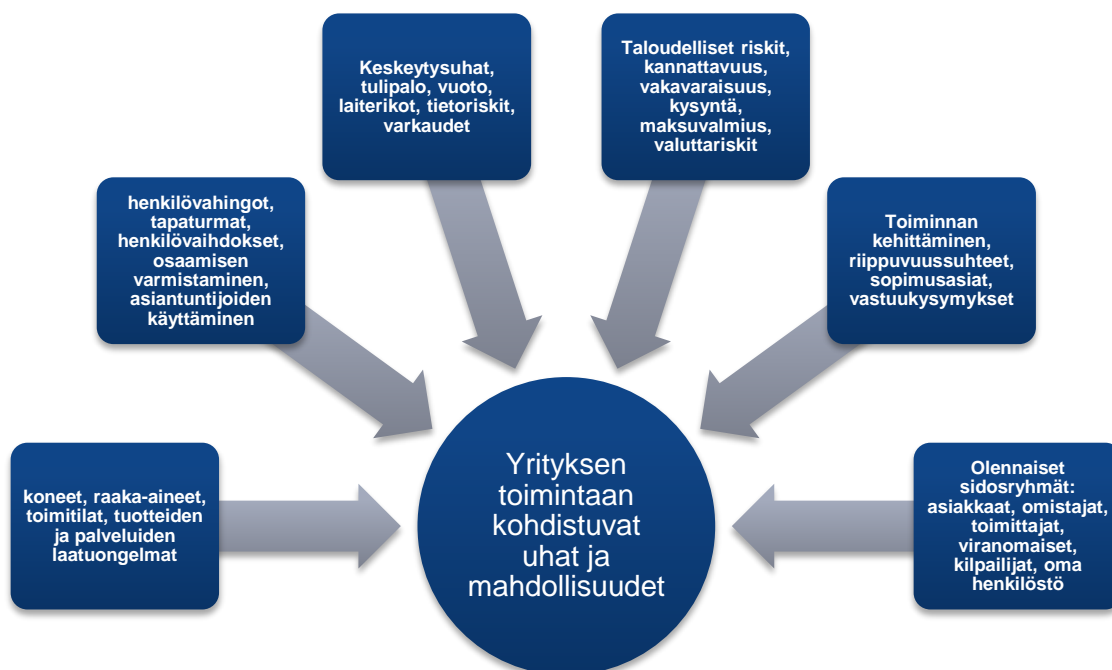 Keskeytysuhat,
tulipalo, vuoto,
laiterikot, tietoriskit,
varkaudet
Taloudelliset riskit,
kannattavuus,
vakavaraisuus,
kysyntä,
maksuvalmius,
valuttariskit
henkilövahingot,
tapaturmat,
henkilövaihdokset,
osaamisen
varmistaminen,
asiantuntijoiden
käyttäminen
Toiminnan
kehittäminen,
riippuvuussuhteet,
sopimusasiat,
vastuukysymykset
koneet, raaka-aineet,
toimitilat, tuotteiden
ja palveluiden
laatuongelmat
Yrityksen
toimintaan
kohdistuvat
uhat ja
mahdollisuudet
Olennaiset
sidosryhmät:
asiakkaat, omistajat,
toimittajat,
viranomaiset,
kilpailijat, oma
henkilöstö